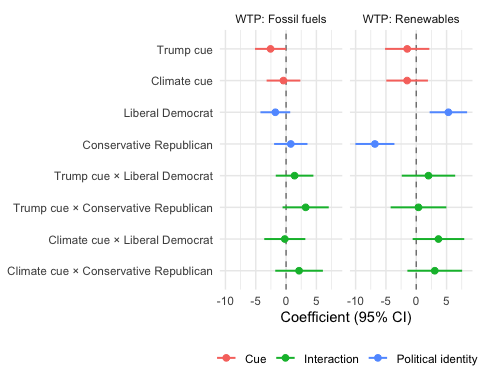 WTP: Fossil fuels WTP: Renewables
Trump cue
Climate cue
Liberal Democrat
Conservative Republican
Trump cue × Liberal Democrat
Trump cue × Conservative Republican
Climate cue × Liberal Democrat
Climate cue × Conservative Republican
-10 -5 0 5 -10 -5 0 5
Coefficient (95% CI)
Cue Interaction Political identity